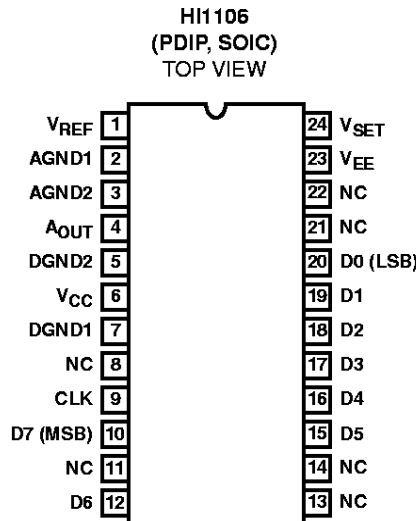 HI1106
(PDIP, SOIC)
TOP VIEW
VREF 1 24 VSET
AGND1 2 23 VEE
AGND2 3 22 NC
AOUT 4 21 NC
DGND2 5 20 D0 (LSB)
VCC 6 19 D1
DGND1 7 18 D2
NC 8 17 D3
CLK 9 16 D4
D7 (MSB) 10 15 D5
NC 11 14 NC
D6 12 13 NC